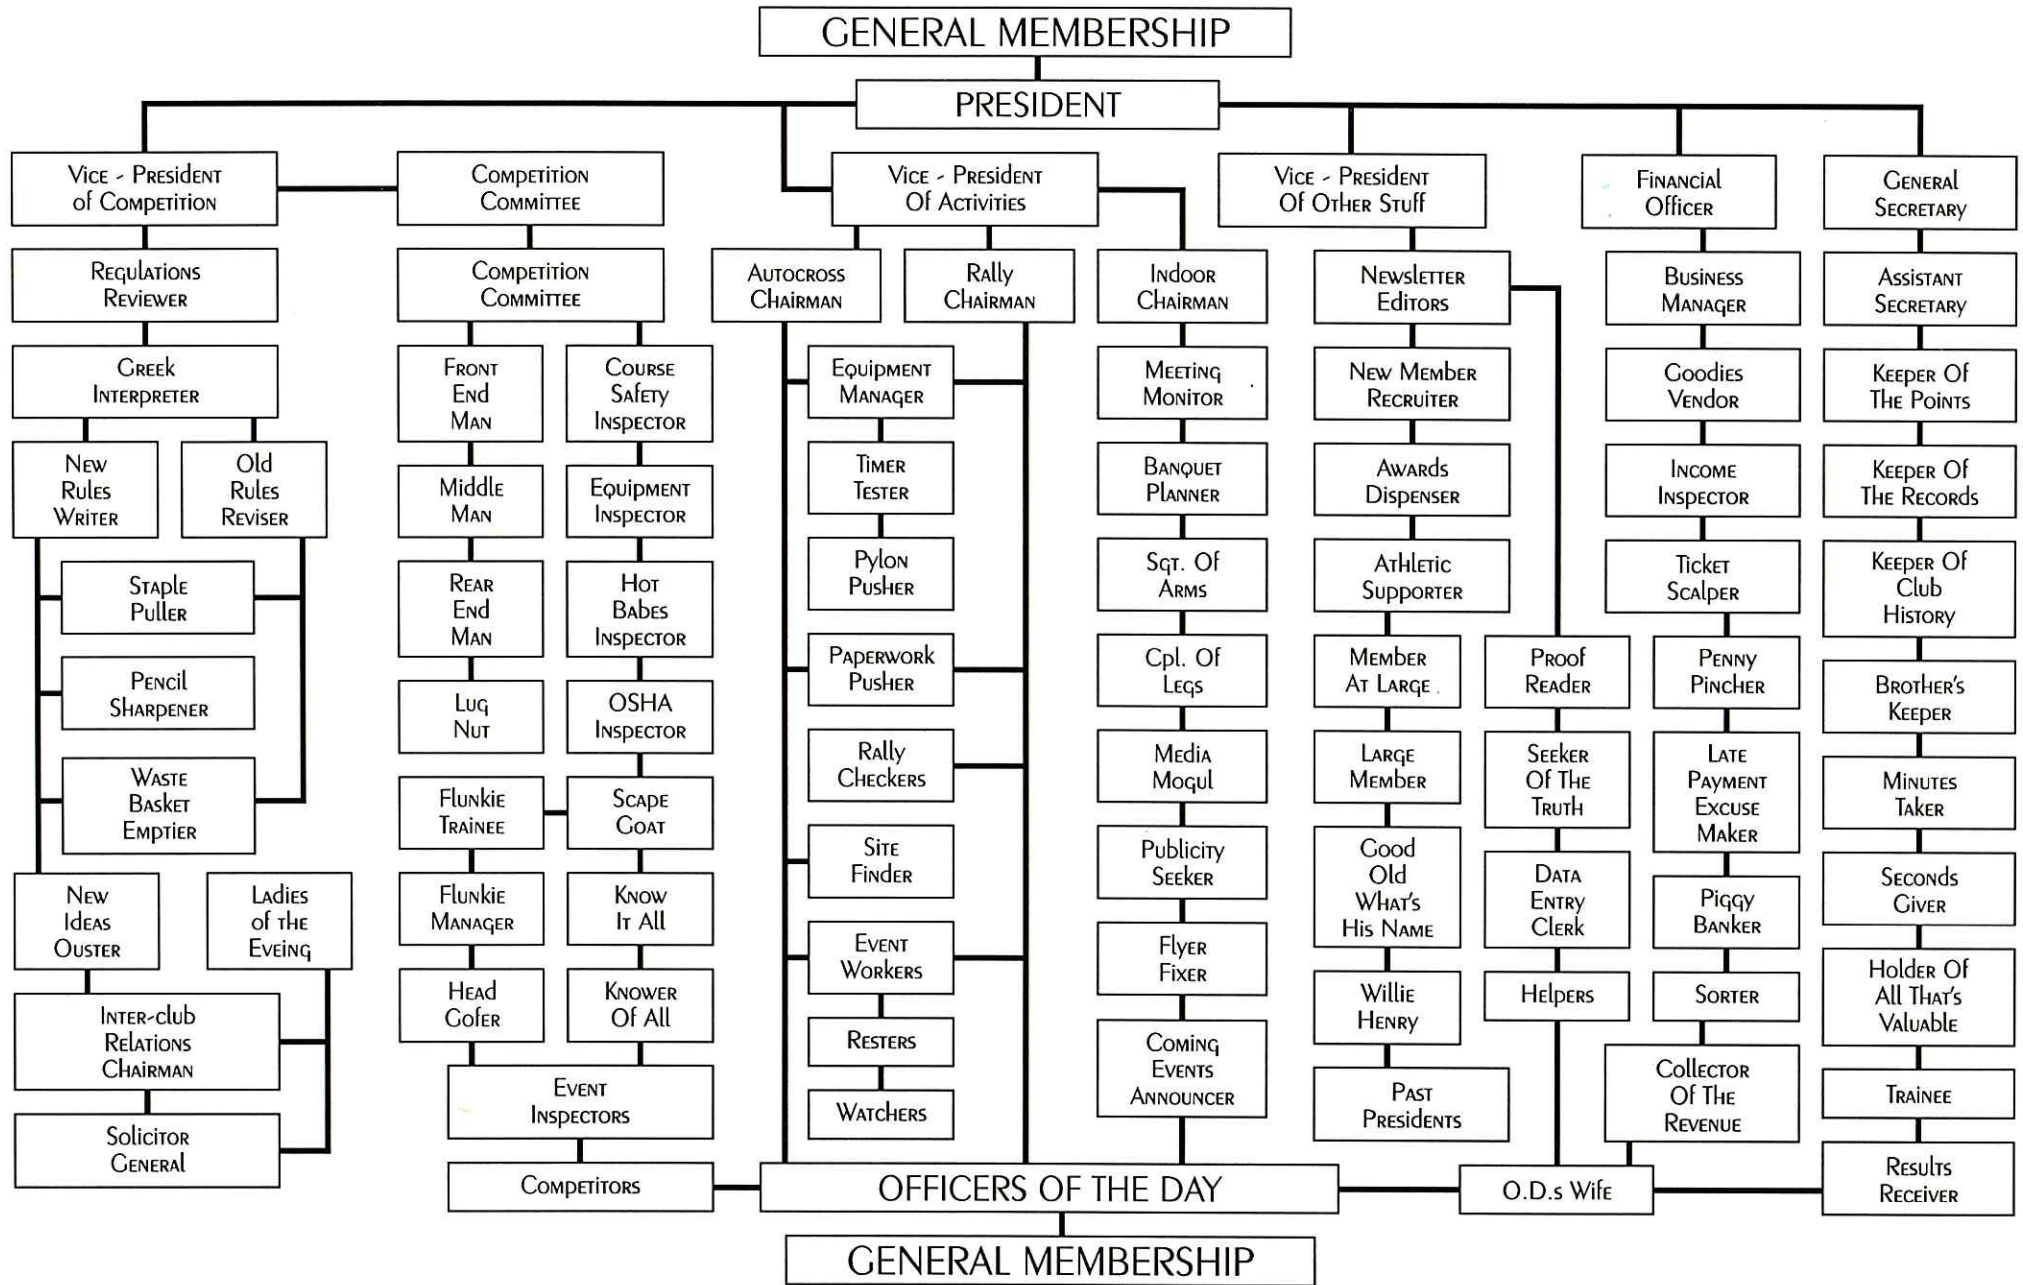 GENERAL MEMBERSHIP
PRESIDENT
Vice - President
of Competition
Competition
Committee
Vice - President
Of Activities
Vice - President
Of Other Stuff
Financial
Officer
General
Secretary
Regulations
Reviewer
Competition
Committee
Autocross
Chairman
Rally
Chairman
Indoor
Chairman
Newsletter
Editors
Business
Manager
Assistant
Secretary
Greek
Interpreter
Front
End
Man
Course
Safety
Inspector
Equipment
Manager
Meeting
Monitor
New Member
Recruiter
Goodies
Vendor
Keeper Of
The Points
New
Rules
Writer
Old
Rules
Reviser
Middle
Man
Equipment
Inspector
Timer
Tester
Banquet
Planner
Awards
Dispenser
Income
Inspector
Keeper Of
The Records
Staple
Puller
Rear
End
Man
Hot
Babes
Inspector
Pylon
Pusher
Sgt. Of
Arms
Athletic
Supporter
Ticket
Scalper
Keeper Of
Club
History
Pencil
Sharpener
Lug
Nut
OSHA
Inspector
Paperwork
Pusher
Cpl. Of
Legs
Member
At Large
Proof
Reader
Penny
Pincher
Brother's
Keeper
Waste
Basket
Emptier
Flunkie
Trainee
Scape
Goat
Rally
Checkers
Media
Mogul
Large
Member
Seeker
Of The
Truth
Late
Payment
Excuse
Maker
Minutes
Taker
New
Ideas
Ouster
Ladies
of the
Eveing
Flunkie
Manager
Know
It All
Site
Finder
Publicity
Seeker
Good
Old
What's
His Name
Data
Entry
Clerk
Piggy
Banker
Seconds
Giver
Inter-club
Relations
Chairman
Head
Gofer
Knower
Of All
Event
Workers
Flyer
Fixer
Willie
Henry
Helpers
Sorter
Holder Of
All That's
Valuable
Resters
Coming
Events
Announcer
Collector
Of The
Revenue
Trainee
Solicitor
General
Event
Inspectors
Watchers
Past
Presidents
Competitors
OFFICERS OF THE DAY
O.D.s Wife
Results
Receiver
GENERAL MEMBERSHIP